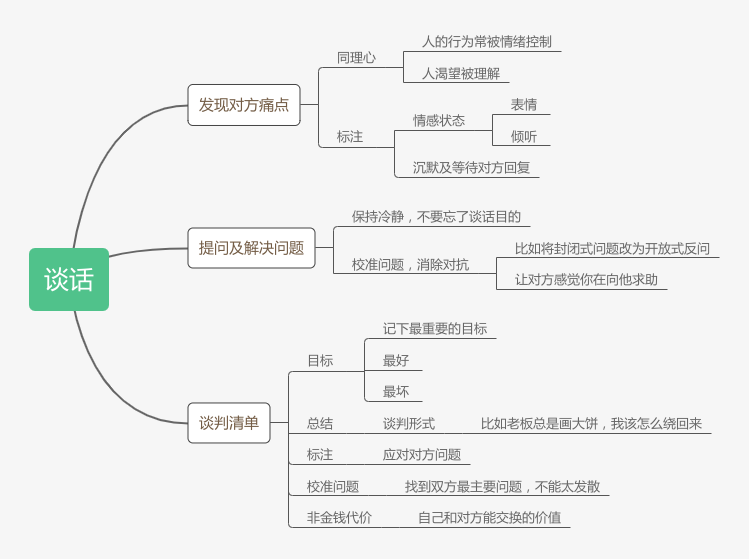 谈话
发现对方痛点
同理心
人的行为常被情绪控制
人渴望被理解
标注
情感状态
表情
倾听
沉默及等待对方回复
提问及解决问题
保持冷静，不要忘了谈话目的
校准问题，消除对抗
比如将封闭式问题改为开放式反问
让对方感觉你在向他求助
谈判清单
目标
记下最重要的目标
最好
最坏
总结
谈判形式
比如老板总是画大饼，我该怎么绕回来
标注
应对对方问题
校准问题
找到双方最主要问题，不能太发散
非金钱代价
自己和对方能交换的价值